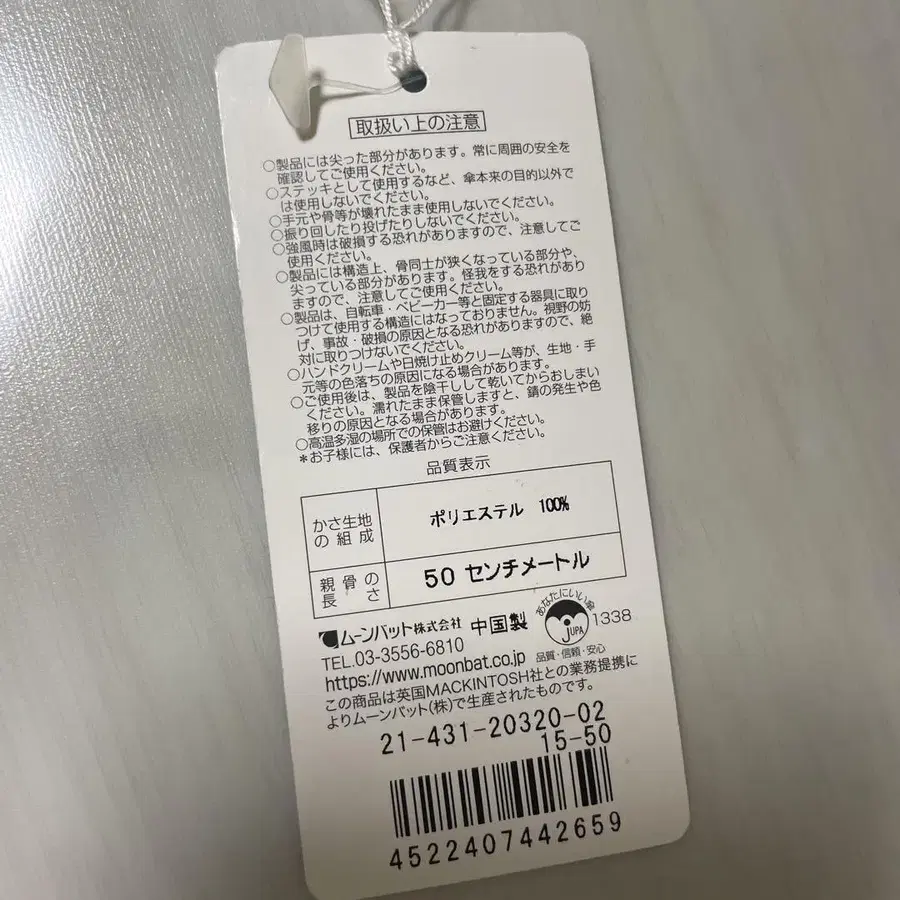 取扱い上の注意
○製品には尖った部分があります。常に周囲の安全を
確認してご使用ください。
○ステッキとして使用するなど、傘本来の目的以外で
は使用しないでください。
○手元や骨等が壊れたまま使用しないでください。
○振り回したり投げたりしないでください。
○強風時は破損する恐れがありますので、注意してご
使用ください。
○製品には構造上、骨同士が狭くなっている部分や、
尖っている部分があります。怪我をする恐れがあり
ますので、注意してご使用ください。
○製品は、自転車・ベビーカー等と固定する器具に取り
つけて使用する構造にはなっておりません。視野の妨
げ、事故・破損の原因となる恐れがありますので、絶
対に取りつけないでください。
○ハンドクリームや日焼け止めクリーム等が、生地・手
元等の色落ちの原因になる場合があります。
○ご使用後は、製品を陰干しして乾いてからおしまい
ください。濡れたまま保管しますと、錆の発生や色
移りの原因となる場合があります。
○高温多湿の場所での保管はお避けください。
＊お子様には、保護者からご注意ください。
品質表示
かさ生地
の組成
ポリエステル 100%
親骨の
長さ
50 センチメートル
ムーンバット株式会社 中国製
あなたにいい傘
JUPA
1338
TEL.03-3556-6810
品質・信頼・安心
https://www.moonbat.co.jp
この商品は英国MACKINTOSH社との業務提携に
よりムーンバット(株)で生産されたものです。
21-431-20320-02
15-50
4522407442659